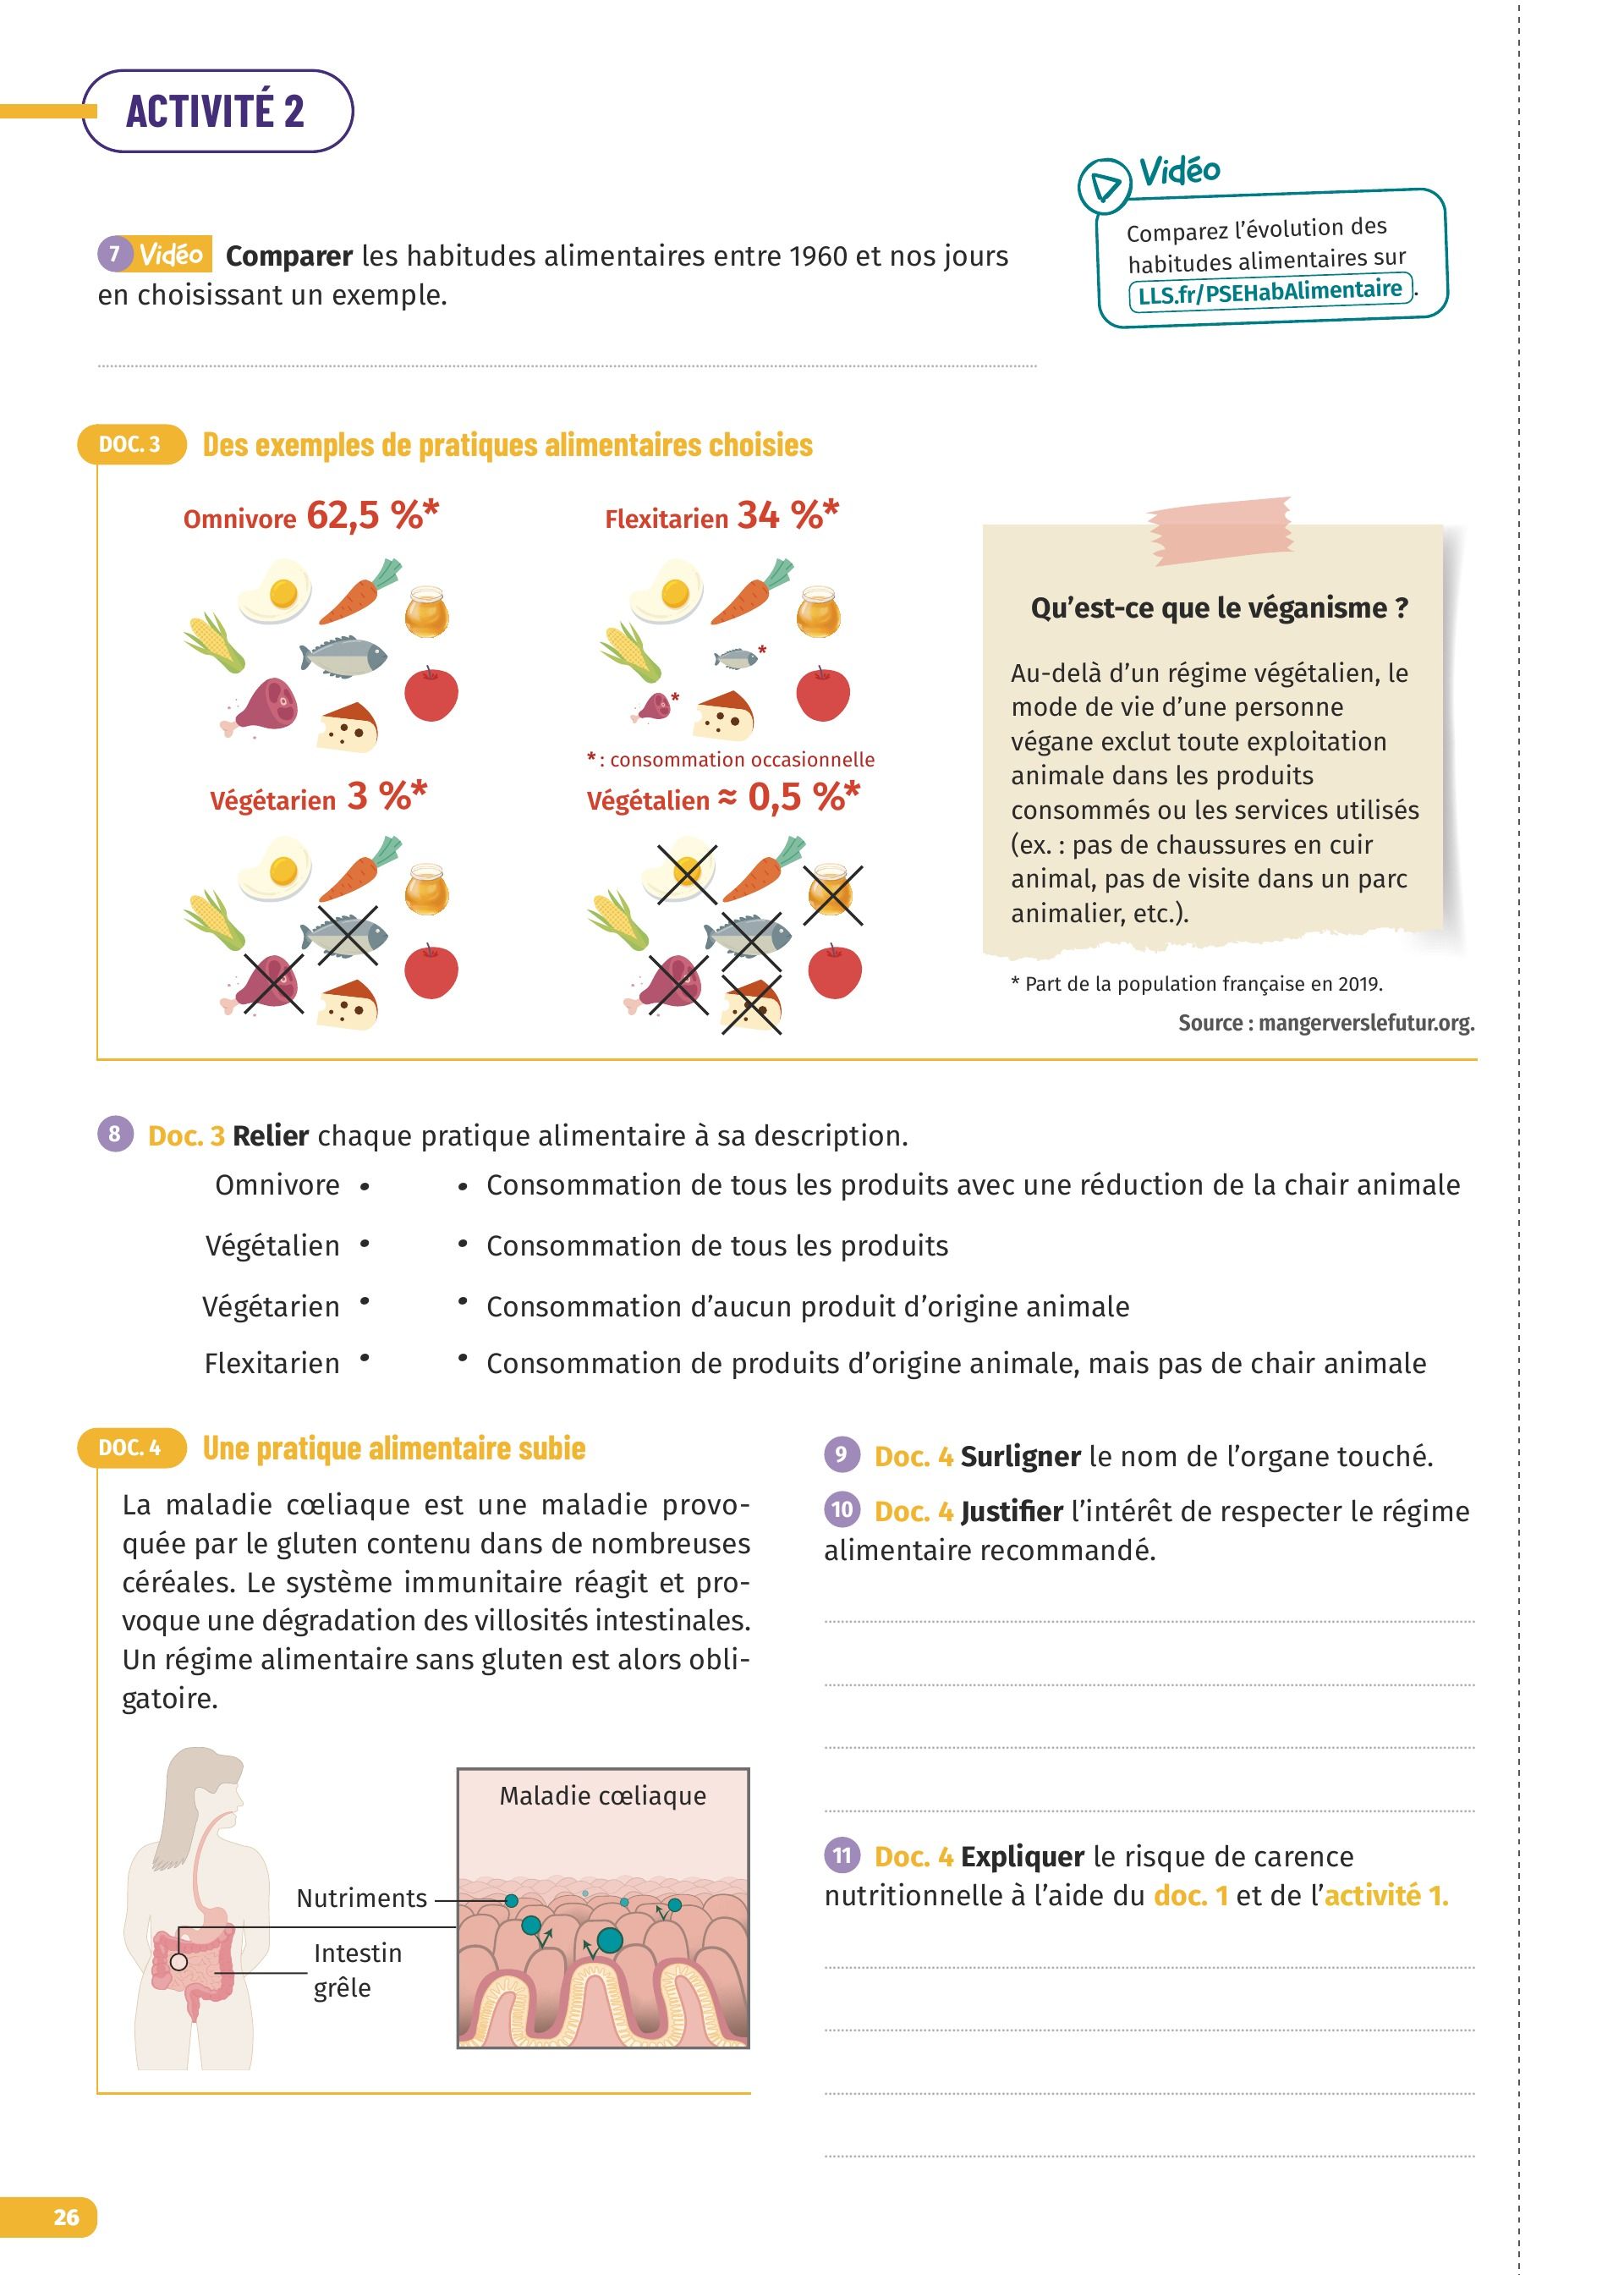 ACTIVITÉ 2
Vidéo
Comparez l'évolution des
habitudes alimentaires sur
LLS.fr/PSEHabAlimentaire.
7 Vidéo Comparer les habitudes alimentaires entre 1960 et nos jours
en choisissant un exemple.
DOC. 3 Des exemples de pratiques alimentaires choisies
Omnivore 62,5 %*
Flexitarien 34 %*
*
*
* : consommation occasionnelle
Végétarien 3 %*
Végétalien ≈ 0,5 %*
Qu'est-ce que le véganisme ?
Au-delà d'un régime végétalien, le
mode de vie d'une personne
végane exclut toute exploitation
animale dans les produits
consommés ou les services utilisés
(ex. : pas de chaussures en cuir
animal, pas de visite dans un parc
animalier, etc.).
* Part de la population française en 2019.
Source : mangerverslefutur.org.
8 Doc. 3 Relier chaque pratique alimentaire à sa description.
Omnivore • • Consommation de tous les produits avec une réduction de la chair animale
Végétalien • • Consommation de tous les produits
Végétarien • • Consommation d'aucun produit d'origine animale
Flexitarien • • Consommation de produits d'origine animale, mais pas de chair animale
DOC. 4 Une pratique alimentaire subie
La maladie cœliaque est une maladie provo-
quée par le gluten contenu dans de nombreuses
céréales. Le système immunitaire réagit et pro-
voque une dégradation des villosités intestinales.
Un régime alimentaire sans gluten est alors obli-
gatoire.
Maladie cœliaque
Nutriments
Intestin
grêle
9 Doc. 4 Surligner le nom de l'organe touché.
10 Doc. 4 Justifier l'intérêt de respecter le régime
alimentaire recommandé.
11 Doc. 4 Expliquer le risque de carence
nutritionnelle à l'aide du doc. 1 et de l'activité 1.
26